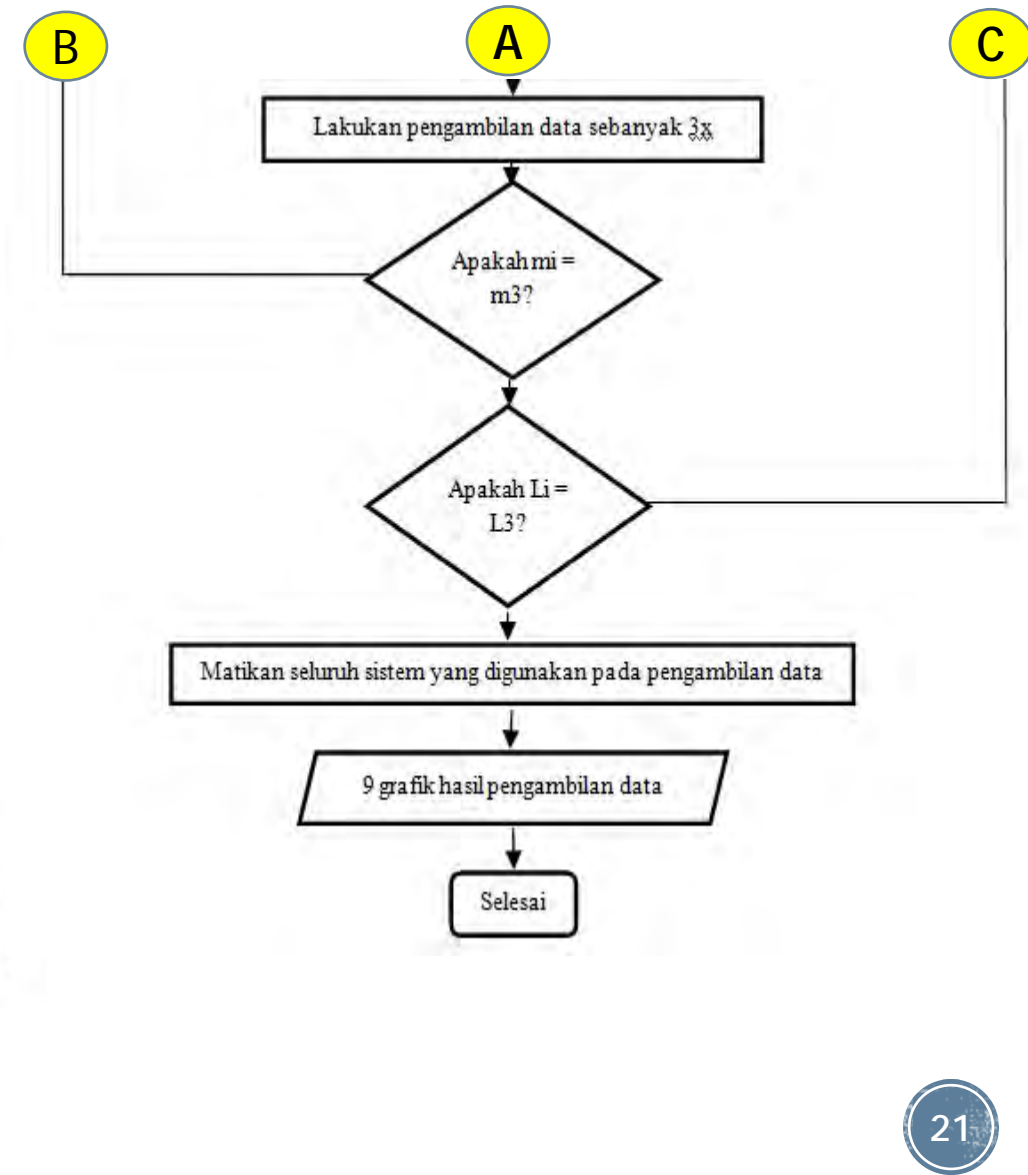 B
A
C
Lakukan pengambilan data sebanyak 3x
Apakah mi =
m3?
Apakah Li =
L3?
Matikan seluruh sistem yang digunakan pada pengambilan data
9 grafik hasil pengambilan data
Selesai
21